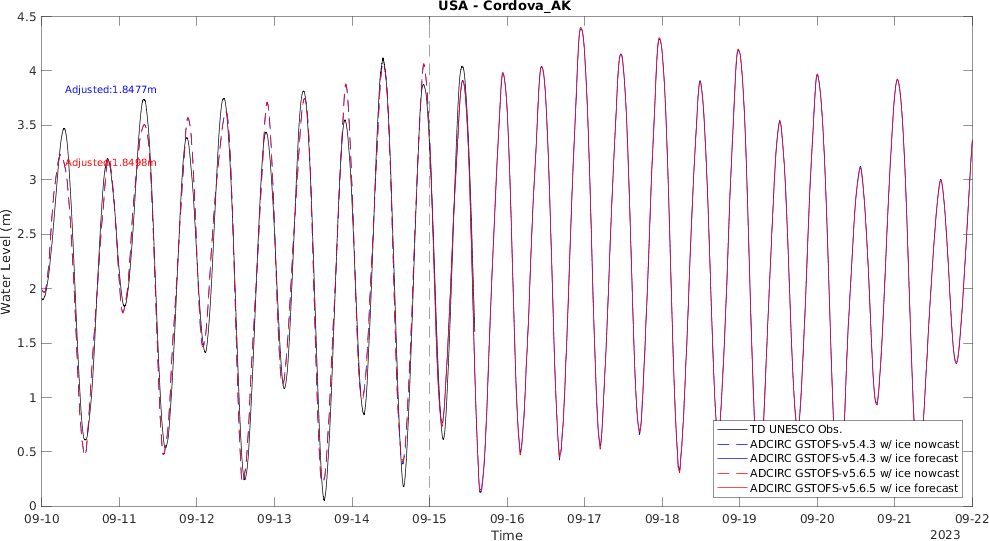 USA - Cordova_AK
4.5
4
3.5
3
2.5
2
1.5
1
0.5
0
Water Level (m)
Adjusted:1.8477m
Adjusted:1.8498m
TD UNESCO Obs.
ADCIRC GSTOFS-v5.4.3 w/ ice nowcast
ADCIRC GSTOFS-v5.4.3 w/ ice forecast
ADCIRC GSTOFS-v5.6.5 w/ ice nowcast
ADCIRC GSTOFS-v5.6.5 w/ ice forecast
09-10 09-11 09-12 09-13 09-14 09-15 09-16 09-17 09-18 09-19 09-20 09-21 09-22
Time
2023